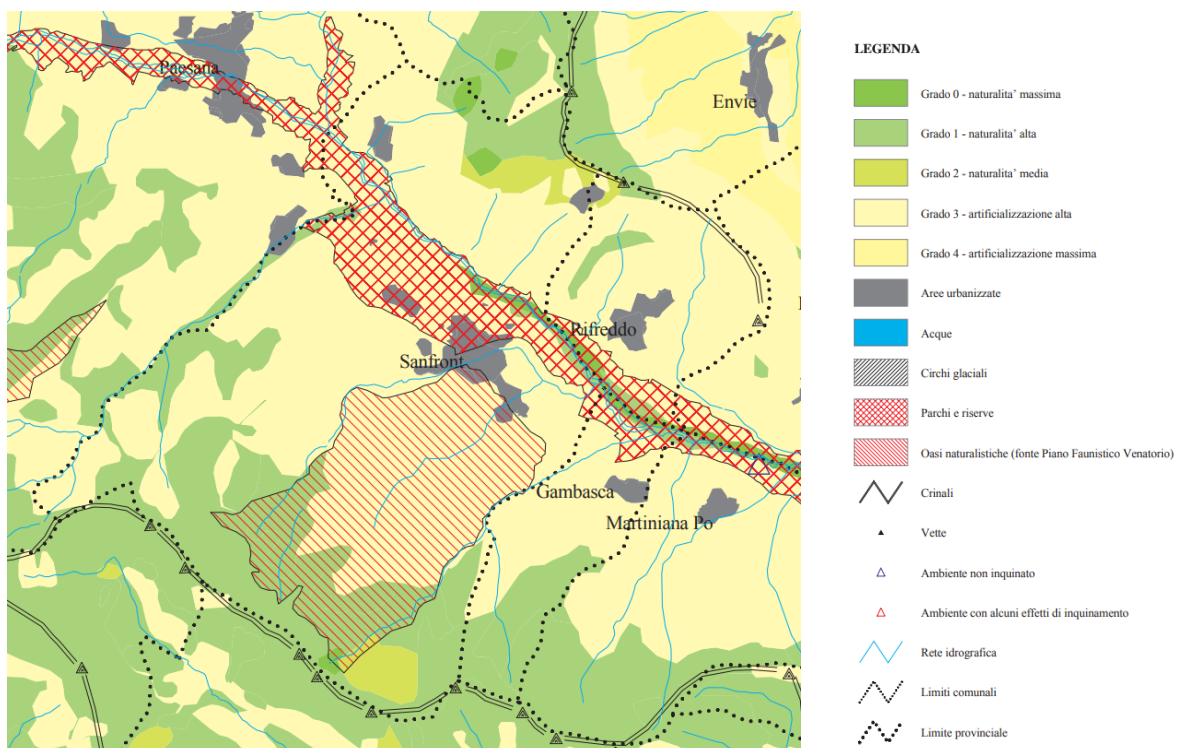 Paesana
Envie
Rifreddo
Sanfront
Gambasca
Martiniana Po
LEGENDA
Grado 0 - naturalita' massima
Grado 1 - naturalita' alta
Grado 2 - naturalita' media
Grado 3 - artificializzazione alta
Grado 4 - artificializzazione massima
Aree urbanizzate
Acque
Circhi glaciali
Parchi e riserve
Oasi naturalistiche (fonte Piano Faunistico Venatorio)
Crinali
Vette
Ambiente non inquinato
Ambiente con alcuni effetti di inquinamento
Rete idrografica
Limiti comunali
Limite provinciale